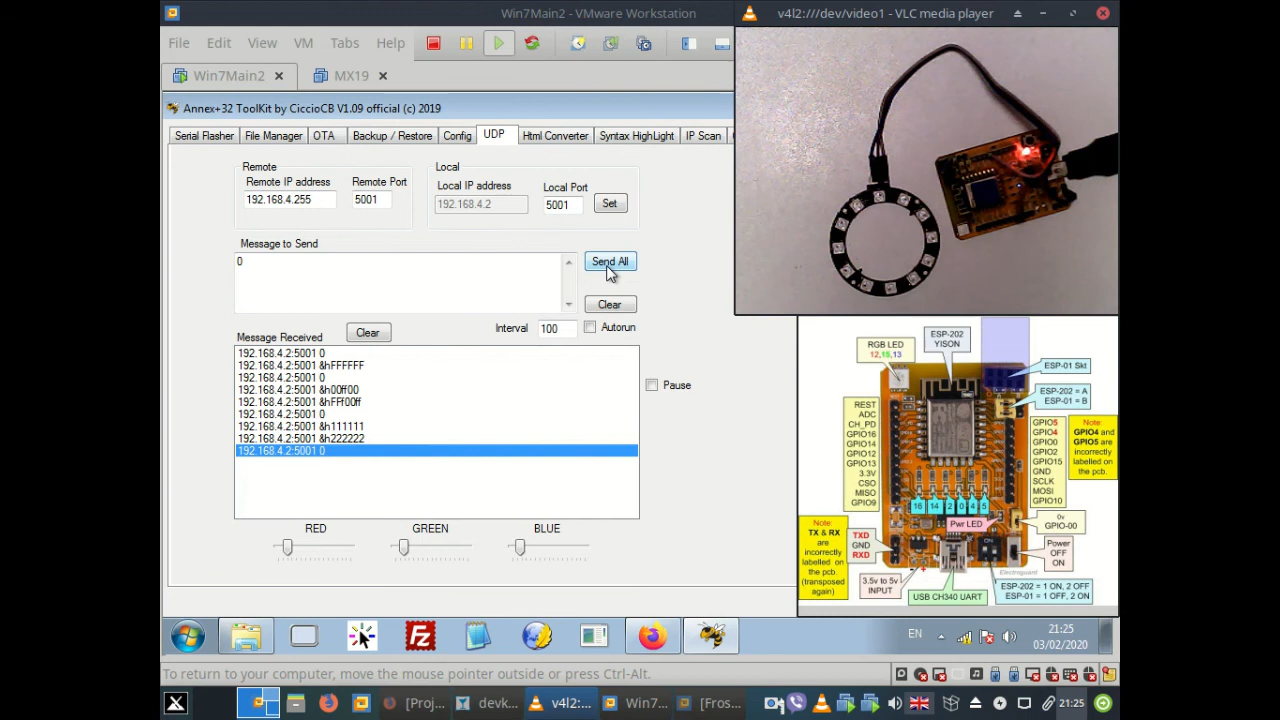 Win7Main2 - VMware Workstation
v4l2:///dev/video1 - VLC media player
File Edit View VM Tabs Help
Win7Main2
MX19
Annex+32 ToolKit by CiccioCB V1.09 official (c) 2019
Serial Flasher File Manager OTA Backup / Restore Config UDP Html Converter Syntax HighLight IP Scan
Remote
Remote IP address Remote Port
192.168.4.255 5001
Local
Local IP address Local Port
192.168.4.2 5001 Set
Message to Send
0
Send All
Clear
Interval 100 Autorun
Message Received Clear
192.168.4.2:5001 0
192.168.4.2:5001 &hFFFFFF
192.168.4.2:5001 0
192.168.4.2:5001 &h00ff00
192.168.4.2:5001 &hFFf00ff
192.168.4.2:5001 0
192.168.4.2:5001 &h111111
192.168.4.2:5001 &h222222
192.168.4.2:5001 0
Pause
RED GREEN BLUE
RGB LED
12,15,13
ESP-202
YISON
ESP-01 Skt
ESP-202 = A
ESP-01 = B
REST
ADC
CH_PD
GPIO16
GPIO14
GPIO12
GPIO13
3.3V
CSO
MISO
GPIO9
GPIO5
GPIO4
GPIO0
GPIO2
GPIO15
GND
SCLK
MOSI
GPIO10
Note:
GPIO4 and
GPIO5 are
incorrectly
labelled on
the pcb.
16 14 2 0 4 5
Pwr LED
0v
GPIO-00
Note:
TX & RX
are
incorrectly
labelled on
the pcb.
(transposed
again)
TXD
GND
RXD
ON
Power
OFF
ON
Electroguard
3.5v to 5v
INPUT
- +
USB CH340 UART
ESP-202 = 1 ON, 2 OFF
ESP-01 = 1 OFF, 2 ON
EN
21:25
03/02/2020
To return to your computer, move the mouse pointer outside or press Ctrl-Alt.
[Proj... devk... v4l2:... Win7... [Fros... 21:25